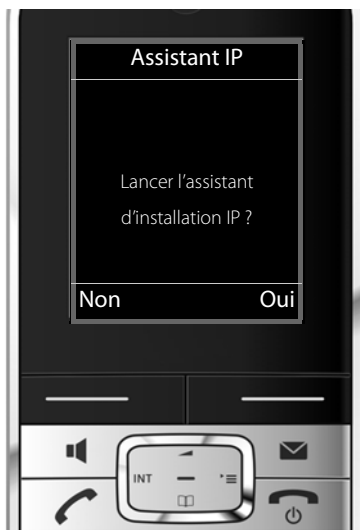 Assistant IP
Lancer l’assistant
d’installation IP ?
Non Oui
INT